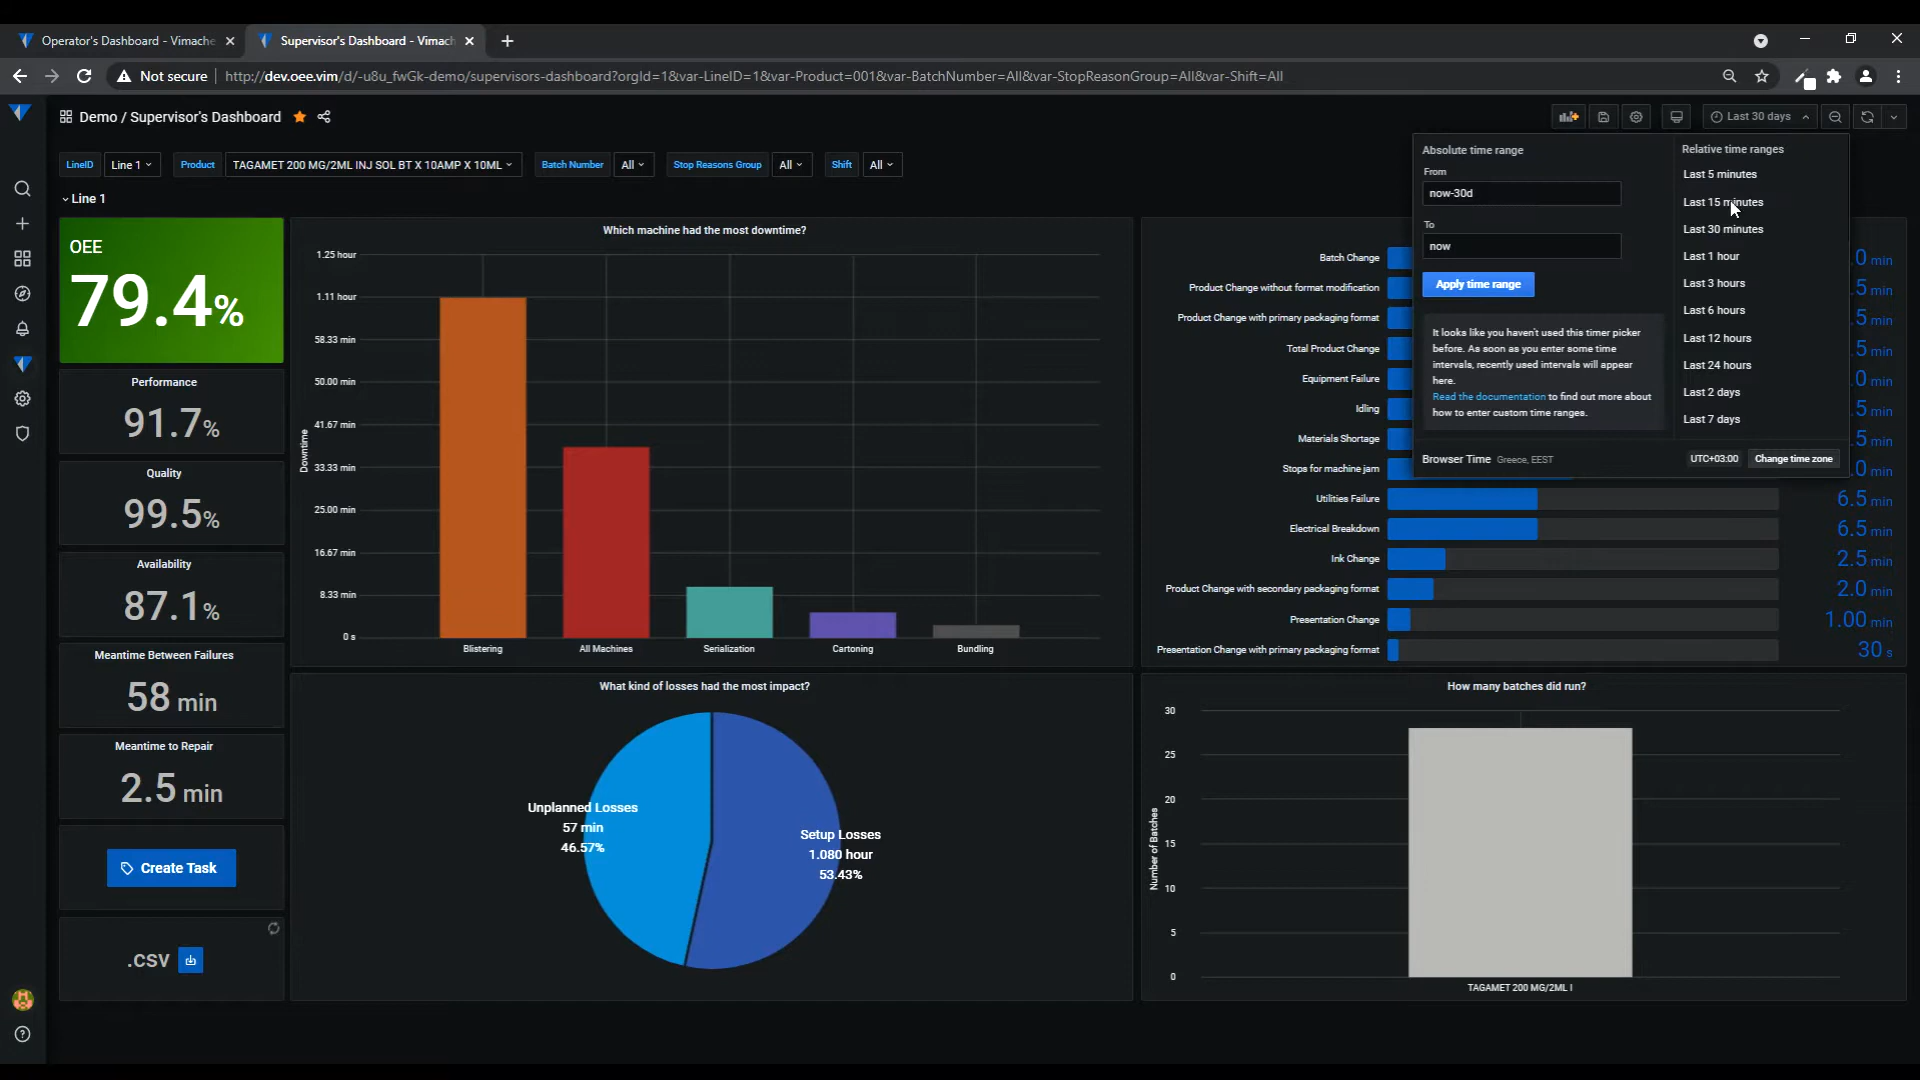 Operator's Dashboard - Vimache
Supervisor's Dashboard - Vimach
Not secure
http://dev.oee.vim/d/-u8u_fwGk-demo/supervisors-dashboard?orgId=1&var-LineID=1&var-Product=001&var-BatchNumber=All&var-StopReasonGroup=All&var-Shift=All
Demo / Supervisor's Dashboard
Last 30 days
LineID Line 1 Product TAGAMET 200 MG/2ML INJ SOL BT X 10AMP X 10ML Batch Number All Stop Reasons Group All Shift All
Line 1
OEE
79.4%
Performance
91.7%
Quality
99.5%
Availability
87.1%
Meantime Between Failures
58 min
Meantime to Repair
2.5 min
Create Task
.CSV
Which machine had the most downtime?
Downtime
1.25 hour
1.11 hour
58.33 min
50.00 min
41.67 min
33.33 min
25.00 min
16.67 min
8.33 min
0 s
Blistering
All Machines
Serialization
Cartoning
Bundling
What kind of losses had the most impact?
Unplanned Losses
57 min
46.57%
Setup Losses
1.080 hour
53.43%
Absolute time range
From
now-30d
To
now
Apply time range
It looks like you haven't used this timer picker
before. As soon as you enter some time
intervals, recently used intervals will appear
here.
Read the documentation to find out more about
how to enter custom time ranges.
Relative time ranges
Last 5 minutes
Last 15 minutes
Last 30 minutes
Last 1 hour
Last 3 hours
Last 6 hours
Last 12 hours
Last 24 hours
Last 2 days
Last 7 days
Browser Time Greece, EEST
UTC+03:00
Change time zone
Batch Change .0 min
Product Change without format modification .5 min
Product Change with primary packaging format .5 min
Total Product Change .5 min
Equipment Failure .0 min
Idling .5 min
Materials Shortage .5 min
Stops for machine jam .0 min
Utilities Failure 6.5 min
Electrical Breakdown 6.5 min
Ink Change 2.5 min
Product Change with secondary packaging format 2.0 min
Presentation Change 1.00 min
Presentation Change with primary packaging format 30 s
How many batches did run?
Number of Batches
30
25
20
15
10
5
0
TAGAMET 200 MG/2ML I